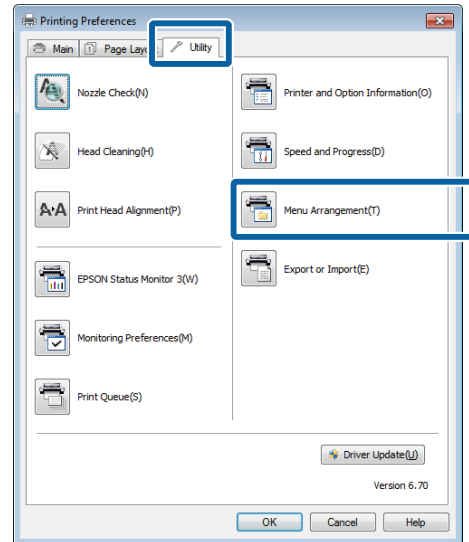 Printing Preferences
Main
Page Layo
Utility
Nozzle Check(N)
Printer and Option Information(O)
Head Cleaning(H)
Speed and Progress(D)
A A Print Head Alignment(P)
Menu Arrangement(T)
EPSON Status Monitor 3(W)
Export or Import(E)
Monitoring Preferences(M)
Print Queue(S)
Driver Update(U)
Version 6.70
OK
Cancel
Help